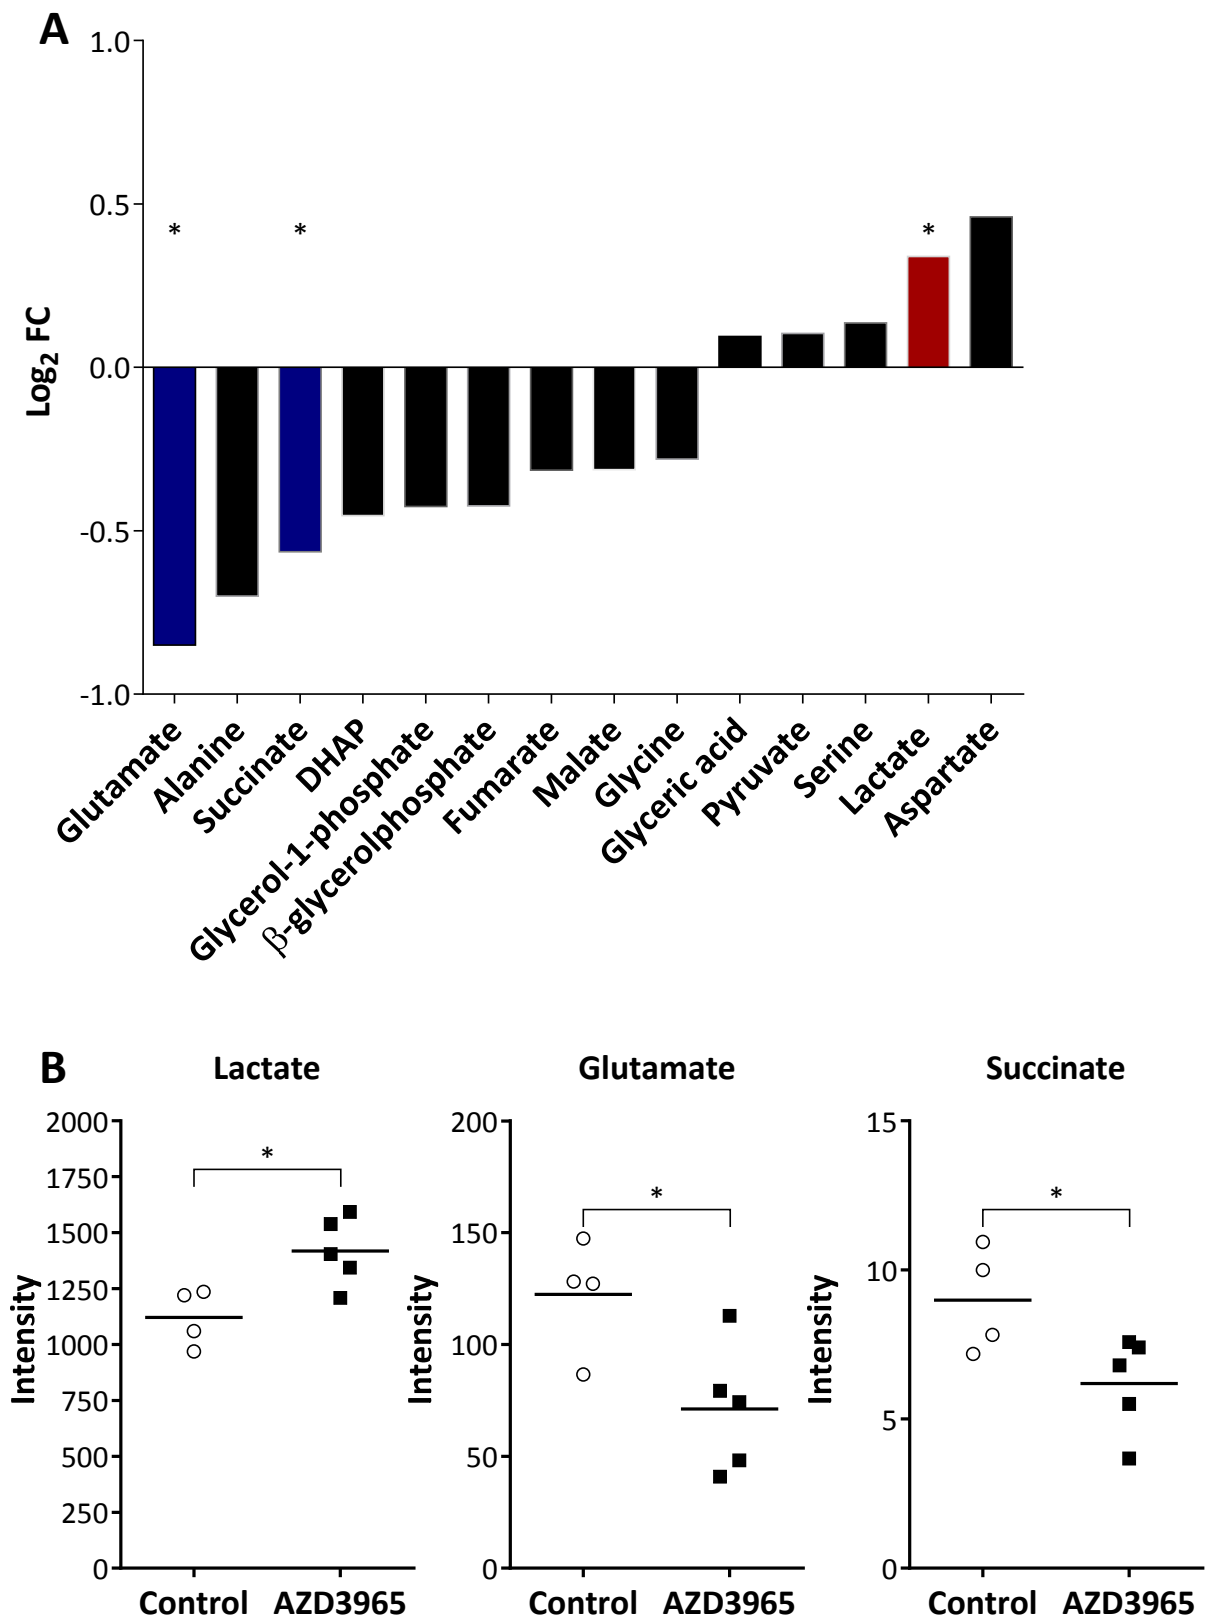 A
1.0
0.5
0.0
-0.5
-1.0
Log2 FC
* * *
Glutamate
Alanine
Succinate
DHAP
Glycerol-1-phosphate
β-glycerolphosphate
Fumarate
Malate
Glycine
Glyceric acid
Pyruvate
Serine
Lactate
Aspartate
B
Lactate
2000
1750
1500
1250
1000
750
500
250
0
Intensity
*
Control AZD3965
Glutamate
200
150
100
50
0
Intensity
*
Control AZD3965
Succinate
15
10
5
0
Intensity
*
Control AZD3965